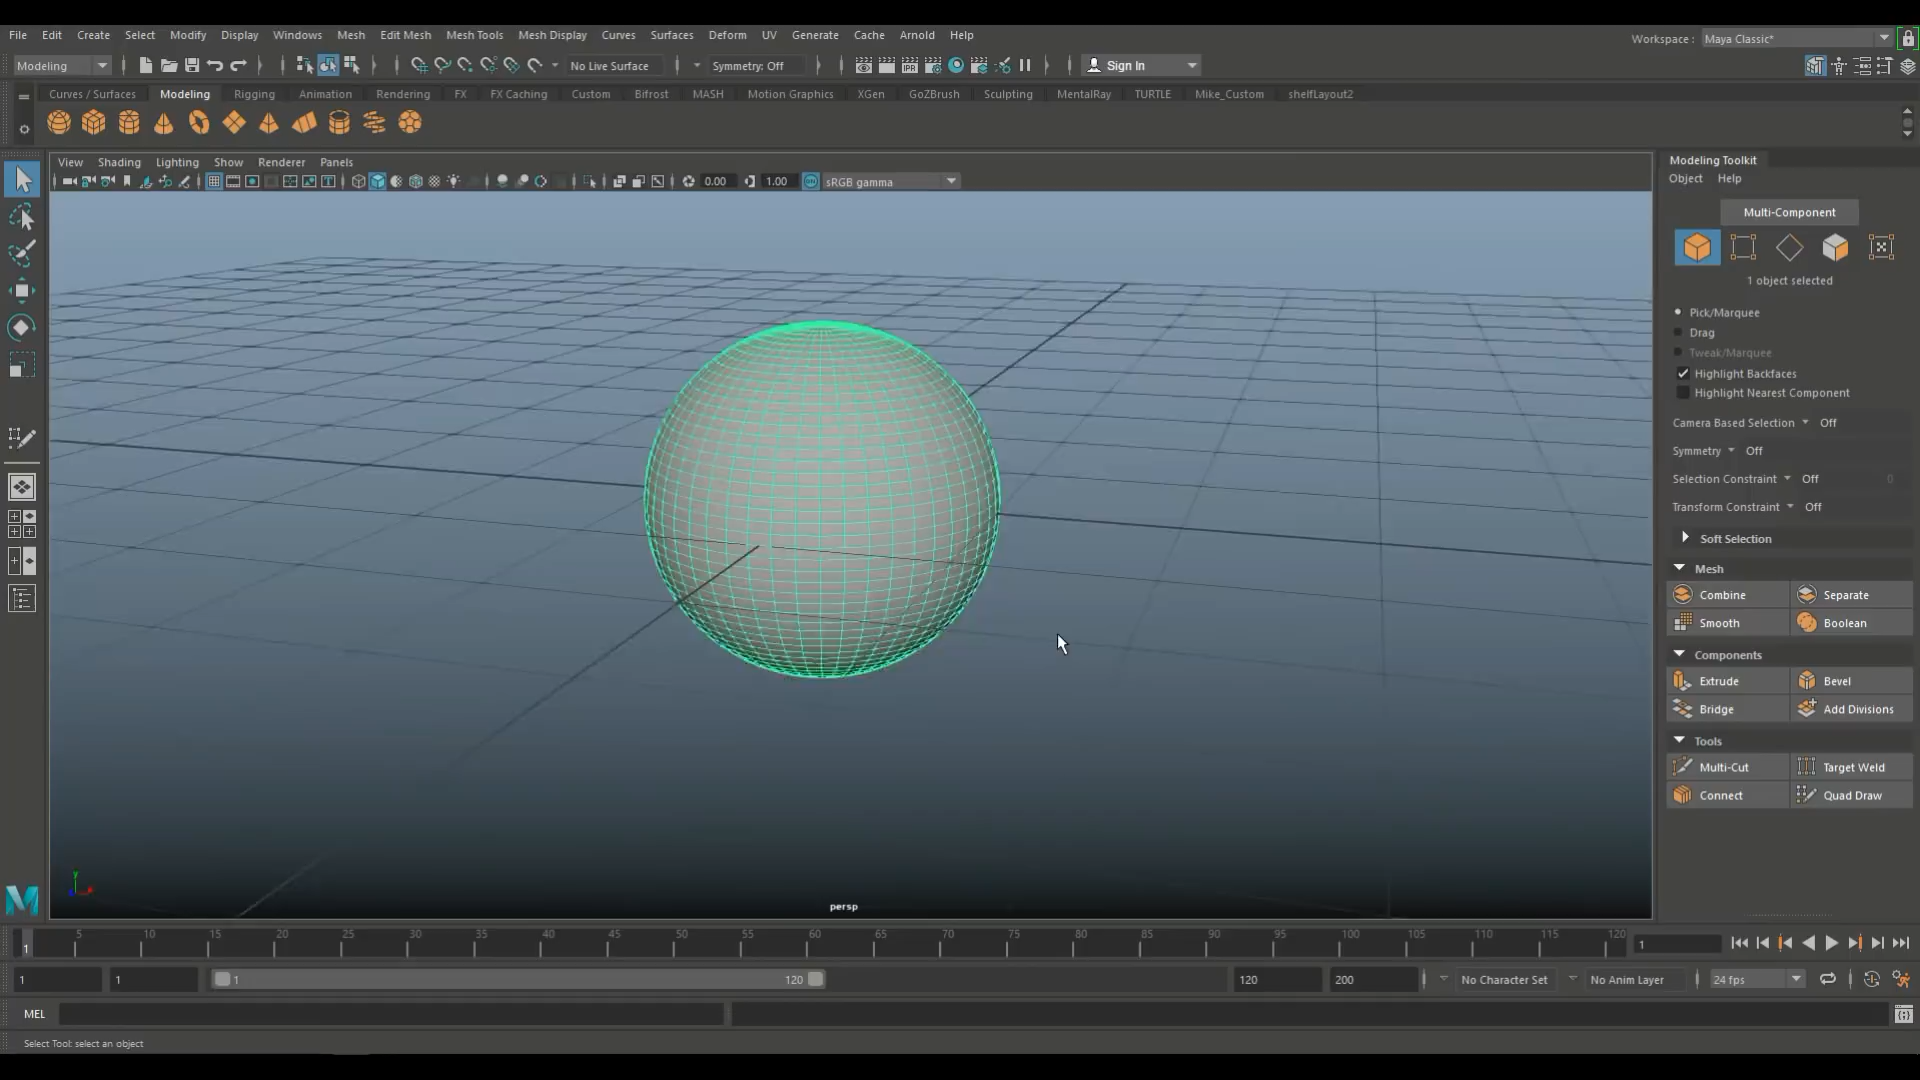 File Edit Create Select Modify Display Windows Mesh Edit Mesh Mesh Tools Mesh Display Curves Surfaces Deform UV Generate Cache Arnold Help
Workspace : Maya Classic*
Modeling No Live Surface Symmetry: Off Sign In
Curves / Surfaces Modeling Rigging Animation Rendering FX FX Caching Custom Bifrost MASH Motion Graphics XGen GoZBrush Sculpting MentalRay TURTLE Mike_Custom shelfLayout2
View Shading Lighting Show Renderer Panels
0.00 1.00 sRGB gamma
persp
Modeling Toolkit
Object Help
Multi-Component
1 object selected
Pick/Marquee
Drag
Tweak/Marquee
Highlight Backfaces
Highlight Nearest Component
Camera Based Selection Off
Symmetry Off
Selection Constraint Off 0
Transform Constraint Off
Soft Selection
Mesh
Combine Separate
Smooth Boolean
Components
Extrude Bevel
Bridge Add Divisions
Tools
Multi-Cut Target Weld
Connect Quad Draw
1 5 10 15 20 25 30 35 40 45 50 55 60 65 70 75 80 85 90 95 100 105 110 115 120 1
1 1 1 120 120 200 No Character Set No Anim Layer 24 fps
MEL
Select Tool: select an object